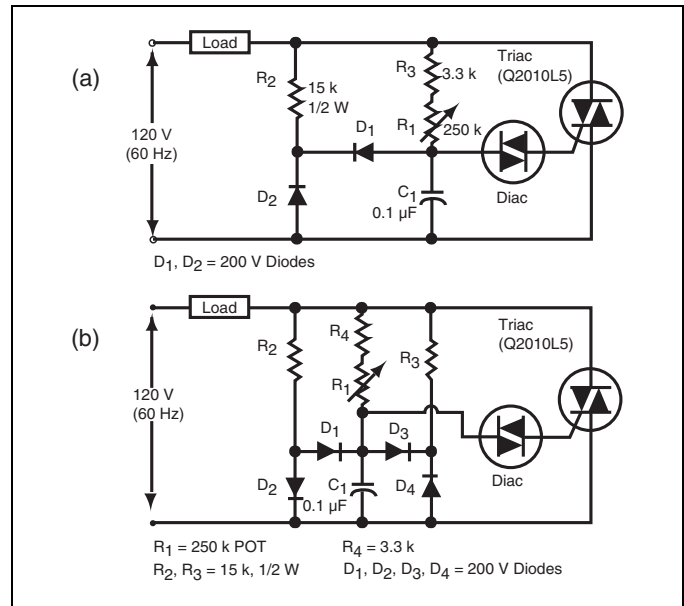 (a)
Load
R2
15 k
1/2 W
R3
3.3 k
R1
250 k
Triac
(Q2010L5)
120 V
(60 Hz)
D1
D2
C1
0.1 µF
Diac
D1, D2 = 200 V Diodes
(b)
Load
R2
R4
R1
R3
Triac
(Q2010L5)
120 V
(60 Hz)
D1
D3
D2
C1
0.1 µF
D4
Diac
R1 = 250 k POT
R4 = 3.3 k
R2, R3 = 15 k, 1/2 W
D1, D2, D3, D4 = 200 V Diodes